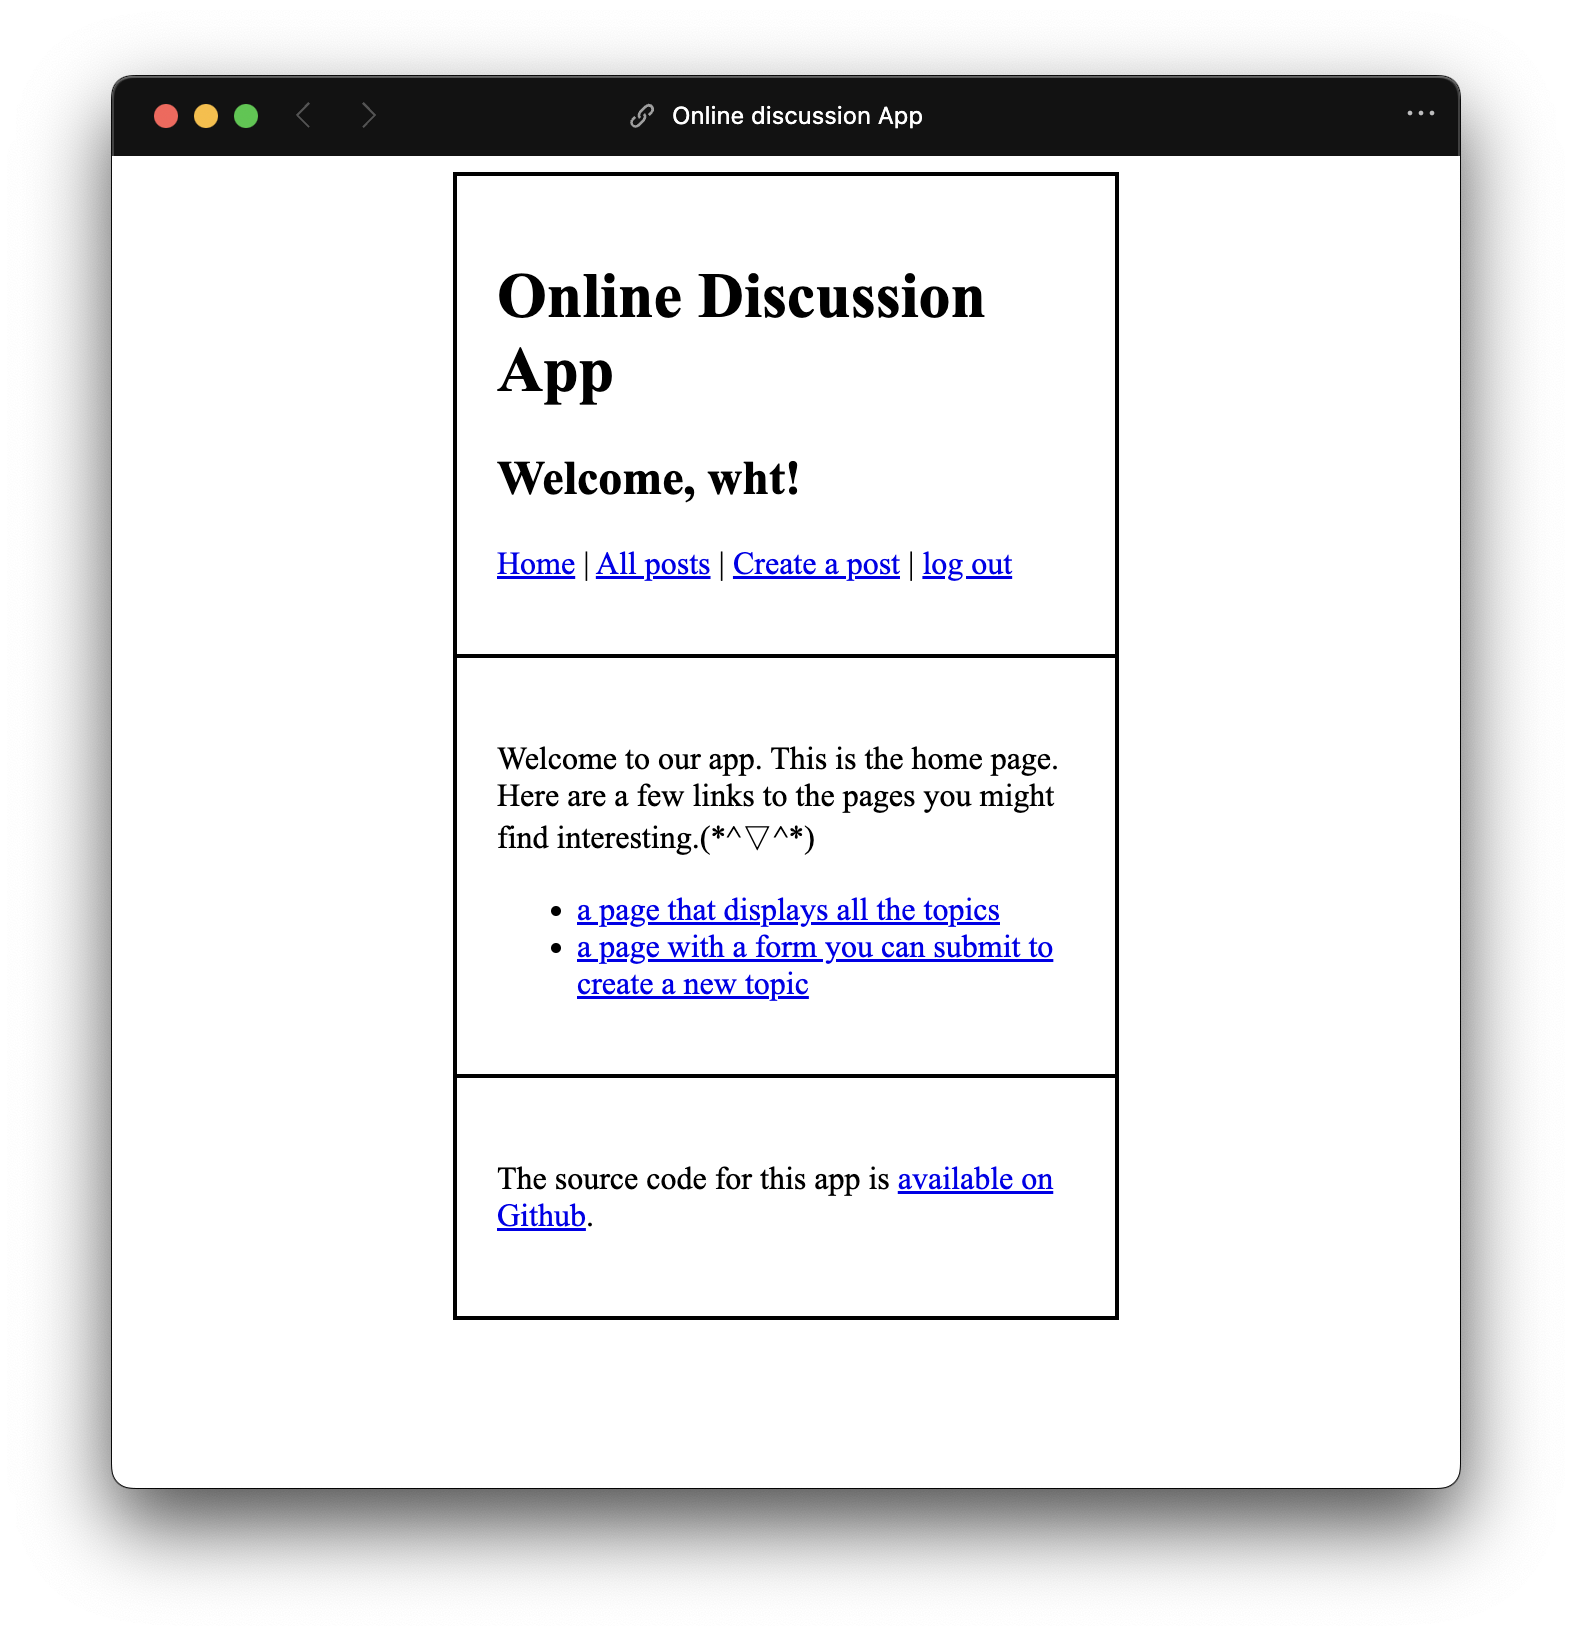 Online discussion App
Online Discussion
App
Welcome, wht!
Home | All posts | Create a post | log out
Welcome to our app. This is the home page.
Here are a few links to the pages you might
find interesting.(*^▽^*)
• a page that displays all the topics
• a page with a form you can submit to
create a new topic
The source code for this app is available on
Github.